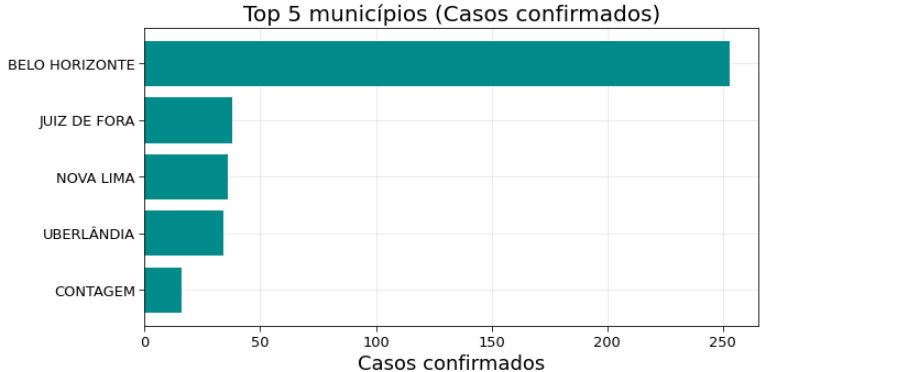 Top 5 municípios (Casos confirmados)
BELO HORIZONTE
JUIZ DE FORA
NOVA LIMA
UBERLÂNDIA
CONTAGEM
0 50 100 150 200 250
Casos confirmados